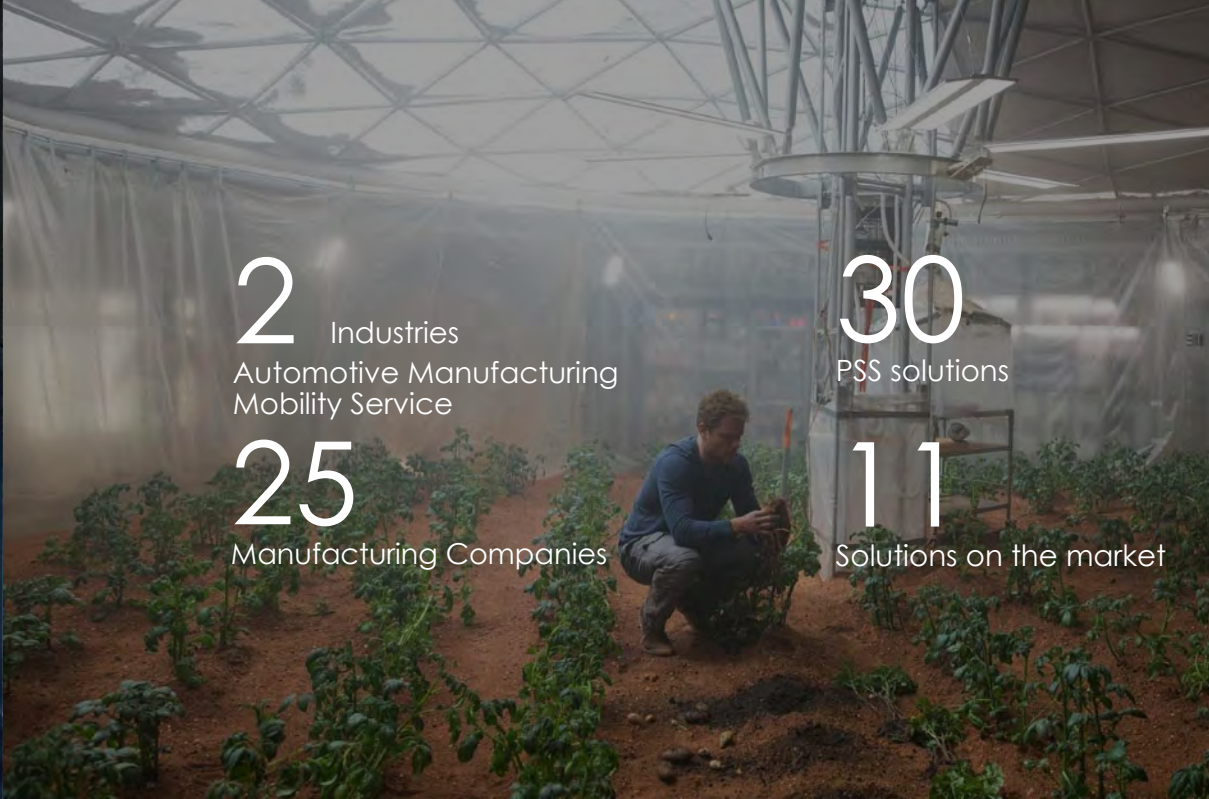 2 Industries
Automotive Manufacturing
Mobility Service
25
Manufacturing Companies
30
PSS solutions
11
Solutions on the market